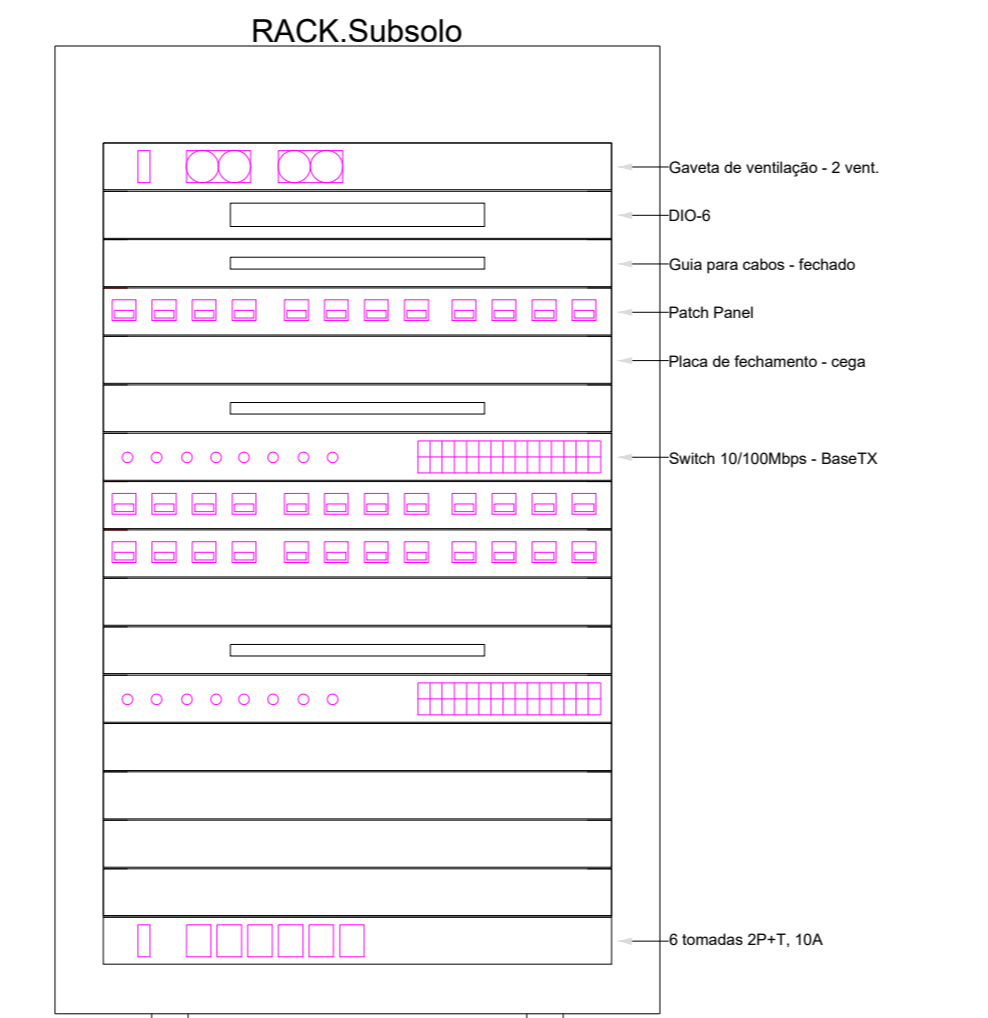 RACK.Subsolo
Gaveta de ventilação - 2 vent.
DIO-6
Guia para cabos - fechado
Patch Panel
Placa de fechamento - cega
Switch 10/100Mbps - BaseTX
6 tomadas 2P+T, 10A